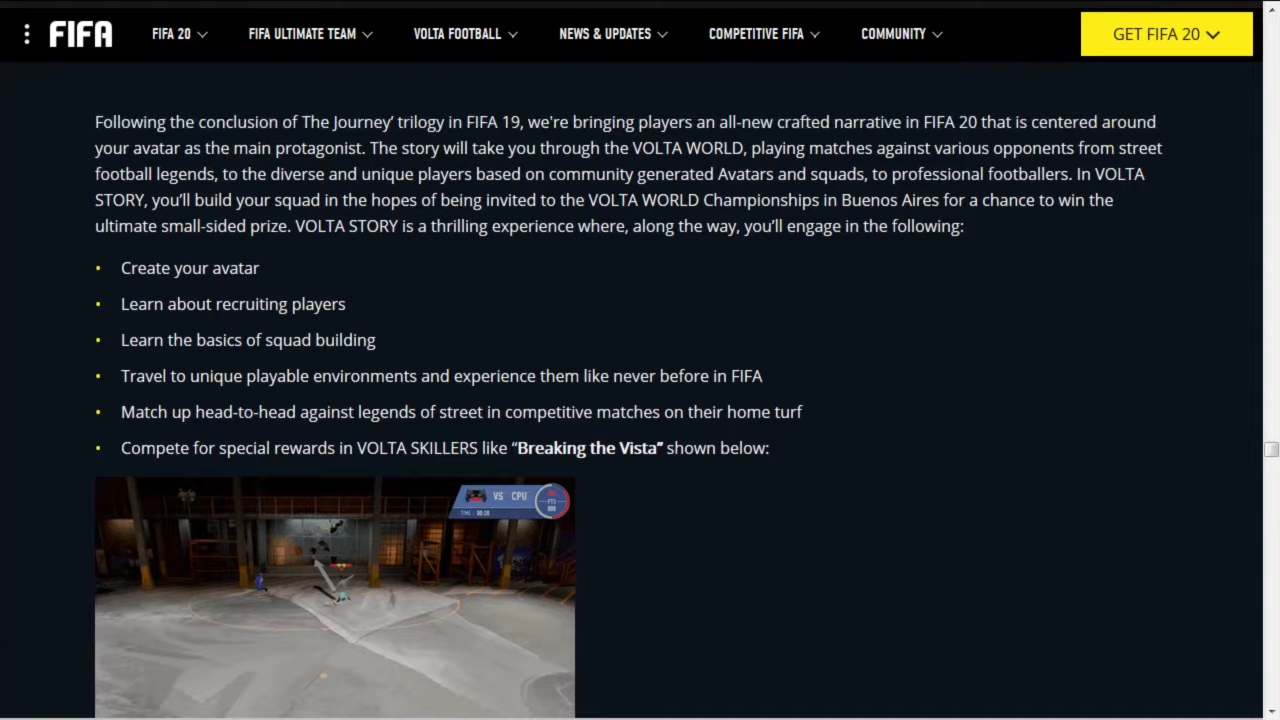 FIFA
FIFA 20
FIFA ULTIMATE TEAM
VOLTA FOOTBALL
NEWS & UPDATES
COMPETITIVE FIFA
COMMUNITY
GET FIFA 20
Following the conclusion of The Journey’ trilogy in FIFA 19, we're bringing players an all-new crafted narrative in FIFA 20 that is centered around
your avatar as the main protagonist. The story will take you through the VOLTA WORLD, playing matches against various opponents from street
football legends, to the diverse and unique players based on community generated Avatars and squads, to professional footballers. In VOLTA
STORY, you’ll build your squad in the hopes of being invited to the VOLTA WORLD Championships in Buenos Aires for a chance to win the
ultimate small-sided prize. VOLTA STORY is a thrilling experience where, along the way, you’ll engage in the following:
• Create your avatar
• Learn about recruiting players
• Learn the basics of squad building
• Travel to unique playable environments and experience them like never before in FIFA
• Match up head-to-head against legends of street in competitive matches on their home turf
• Compete for special rewards in VOLTA SKILLERS like “Breaking the Vista” shown below:
VS CPU
PTS
TIME